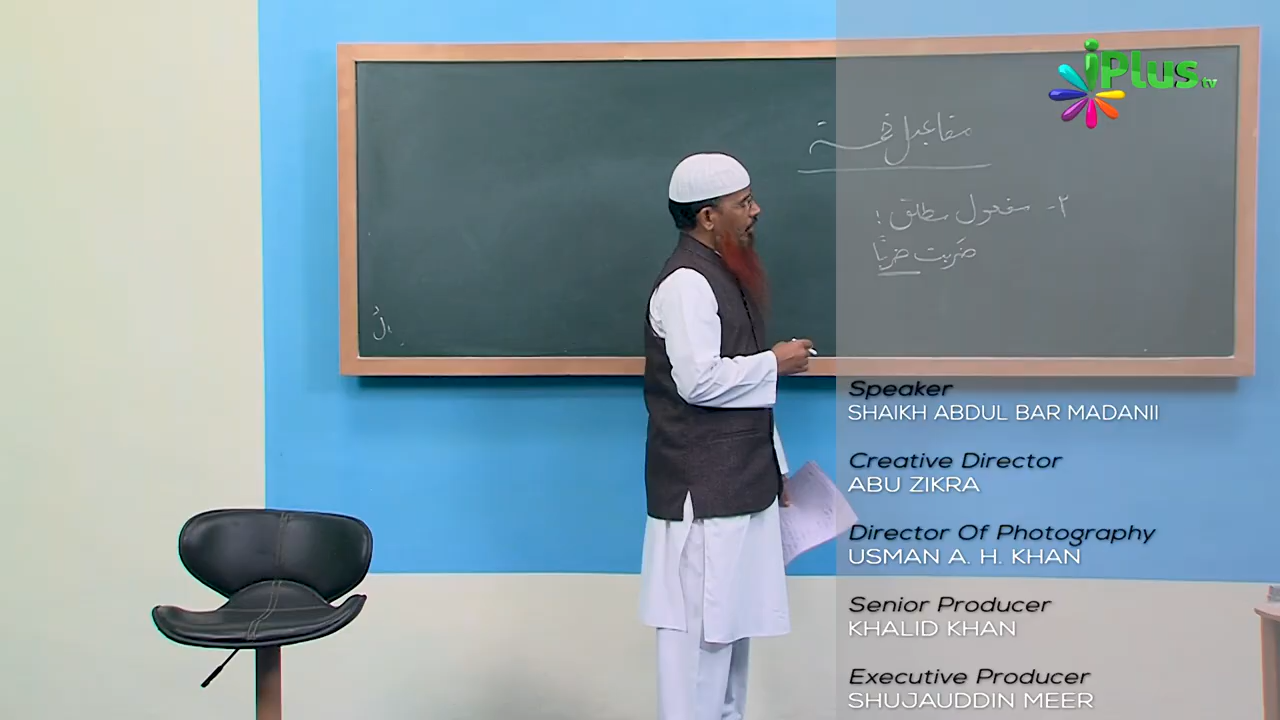 iPlus tv
مفاعيل خمسة
٢- مفعول مطلق :
ضَربت ضربًا
Speaker
SHAIKH ABDUL BAR MADANII
Creative Director
ABU ZIKRA
Director Of Photography
USMAN A. H. KHAN
Senior Producer
KHALID KHAN
Executive Producer
SHUJAUDDIN MEER